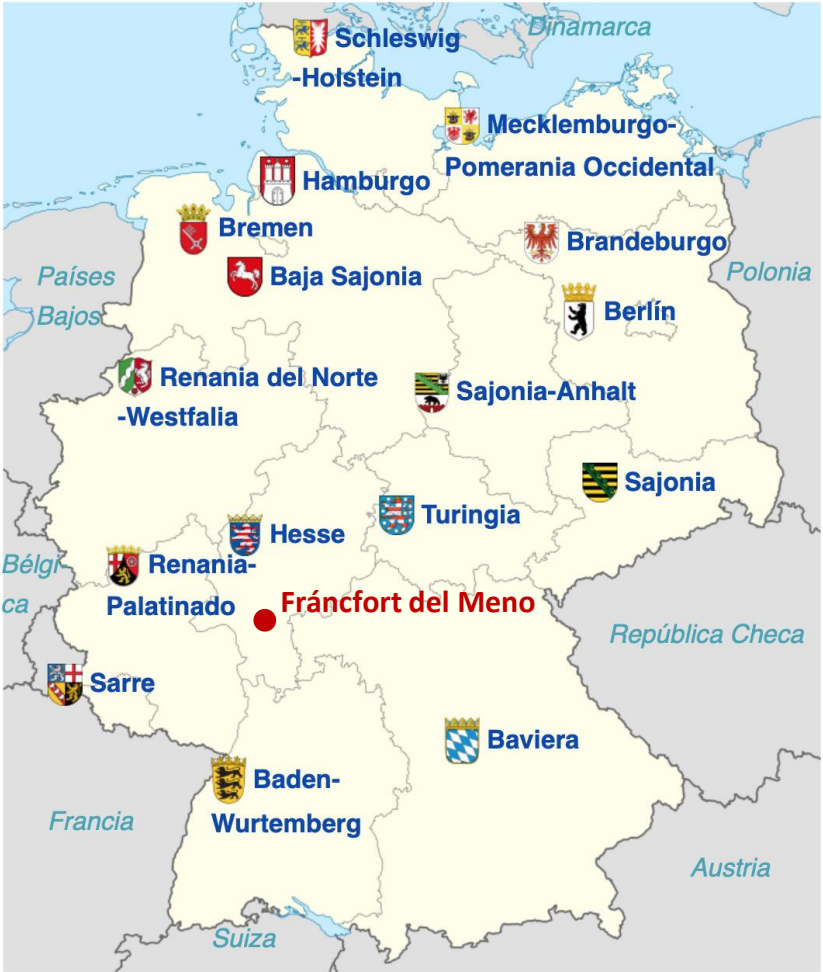 Dinamarca
Schleswig
-Holstein
Mecklemburgo-
Pomerania Occidental
Hamburgo
Bremen
Brandeburgo
Baja Sajonia
Países
Bajos
Polonia
Berlín
Renania del Norte
-Westfalia
Sajonia-Anhalt
Sajonia
Turingia
Hesse
Bélgi
ca
Renania-
Palatinado
Fráncfort del Meno
República Checa
Sarre
Baviera
Baden-
Wurtemberg
Francia
Austria
Suiza